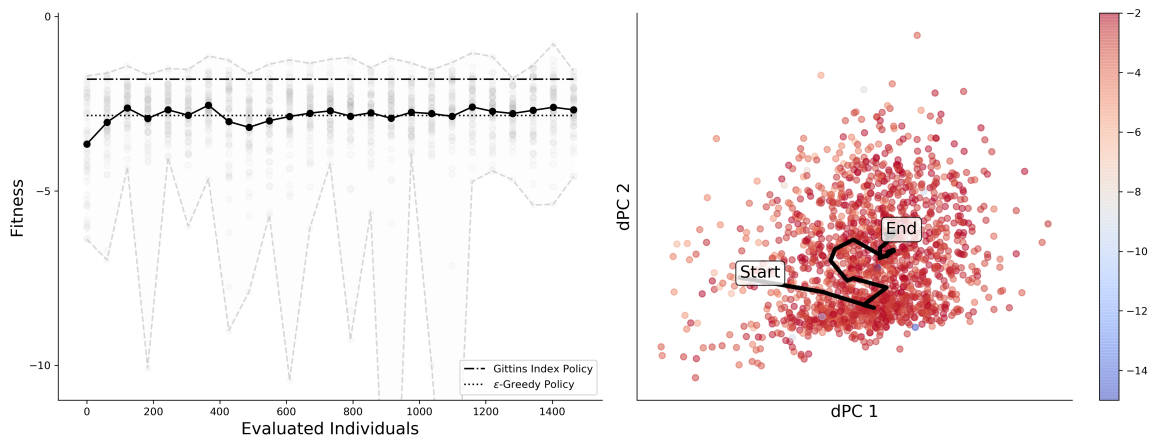 0
−5
−10
Fitness
0
200
400
600
800
1000
1200
1400
Evaluated Individuals
Gittins Index Policy
ε-Greedy Policy
dPC 2
Start
End
dPC 1
−2
−4
−6
−8
−10
−12
−14